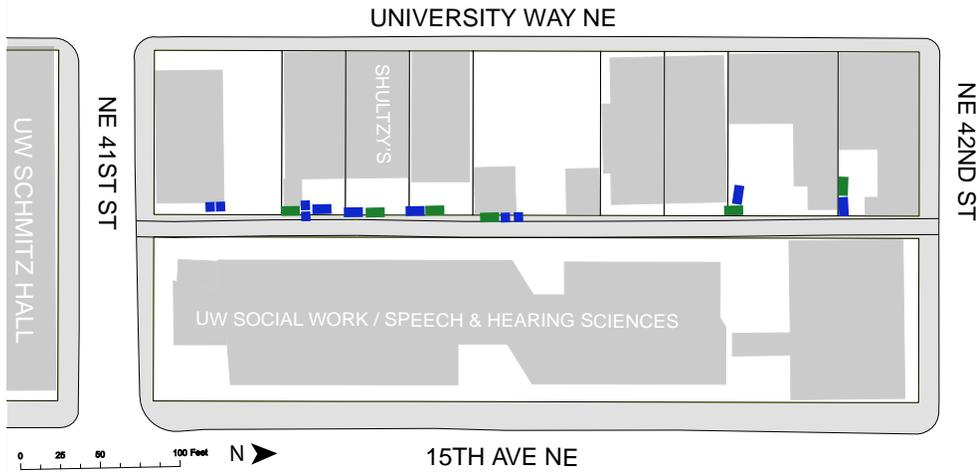 UNIVERSITY WAY NE
UW SCHMITZ HALL
NE 41ST ST
SHULTZY'S
NE 42ND ST
UW SOCIAL WORK / SPEECH & HEARING SCIENCES
0 25 50 100 Feet
N
15TH AVE NE